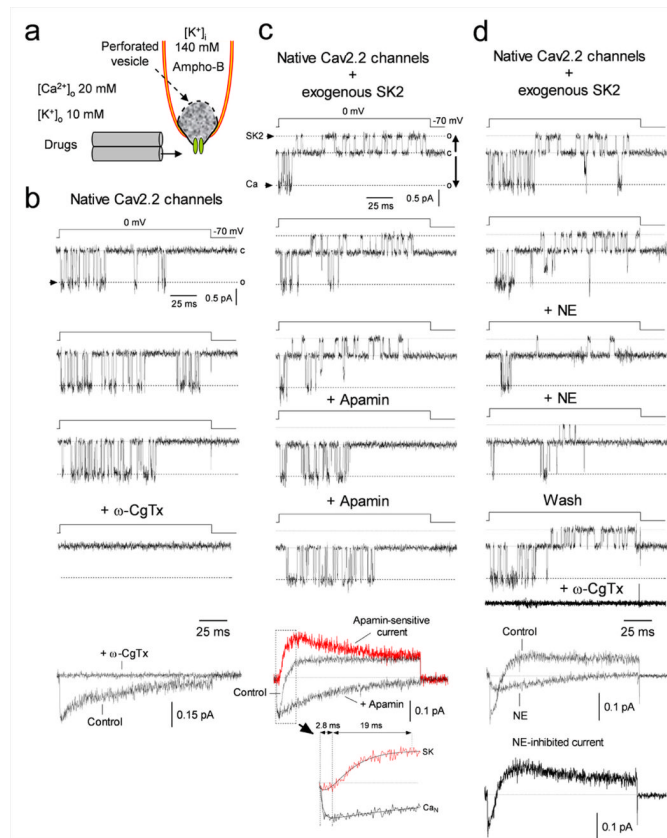 a
[K⁺]ᵢ
140 mM
Perforated
vesicle
Ampho-B
[Ca²⁺]ₒ 20 mM
[K⁺]ₒ 10 mM
Drugs
b
Native Cav2.2 channels
0 mV
-70 mV
c
o
25 ms
0.5 pA
+ ω-CgTx
25 ms
+ ω-CgTx
Control
0.15 pA
c
Native Cav2.2 channels
+
exogenous SK2
0 mV
-70 mV
SK2
o
c
Ca
o
25 ms
0.5 pA
+ Apamin
+ Apamin
Apamin-sensitive
current
Control
+ Apamin
0.1 pA
2.8 ms
19 ms
SK
Caₙ
d
Native Cav2.2 channels
+
exogenous SK2
+ NE
+ NE
Wash
+ ω-CgTx
25 ms
Control
NE
0.1 pA
NE-inhibited current
0.1 pA